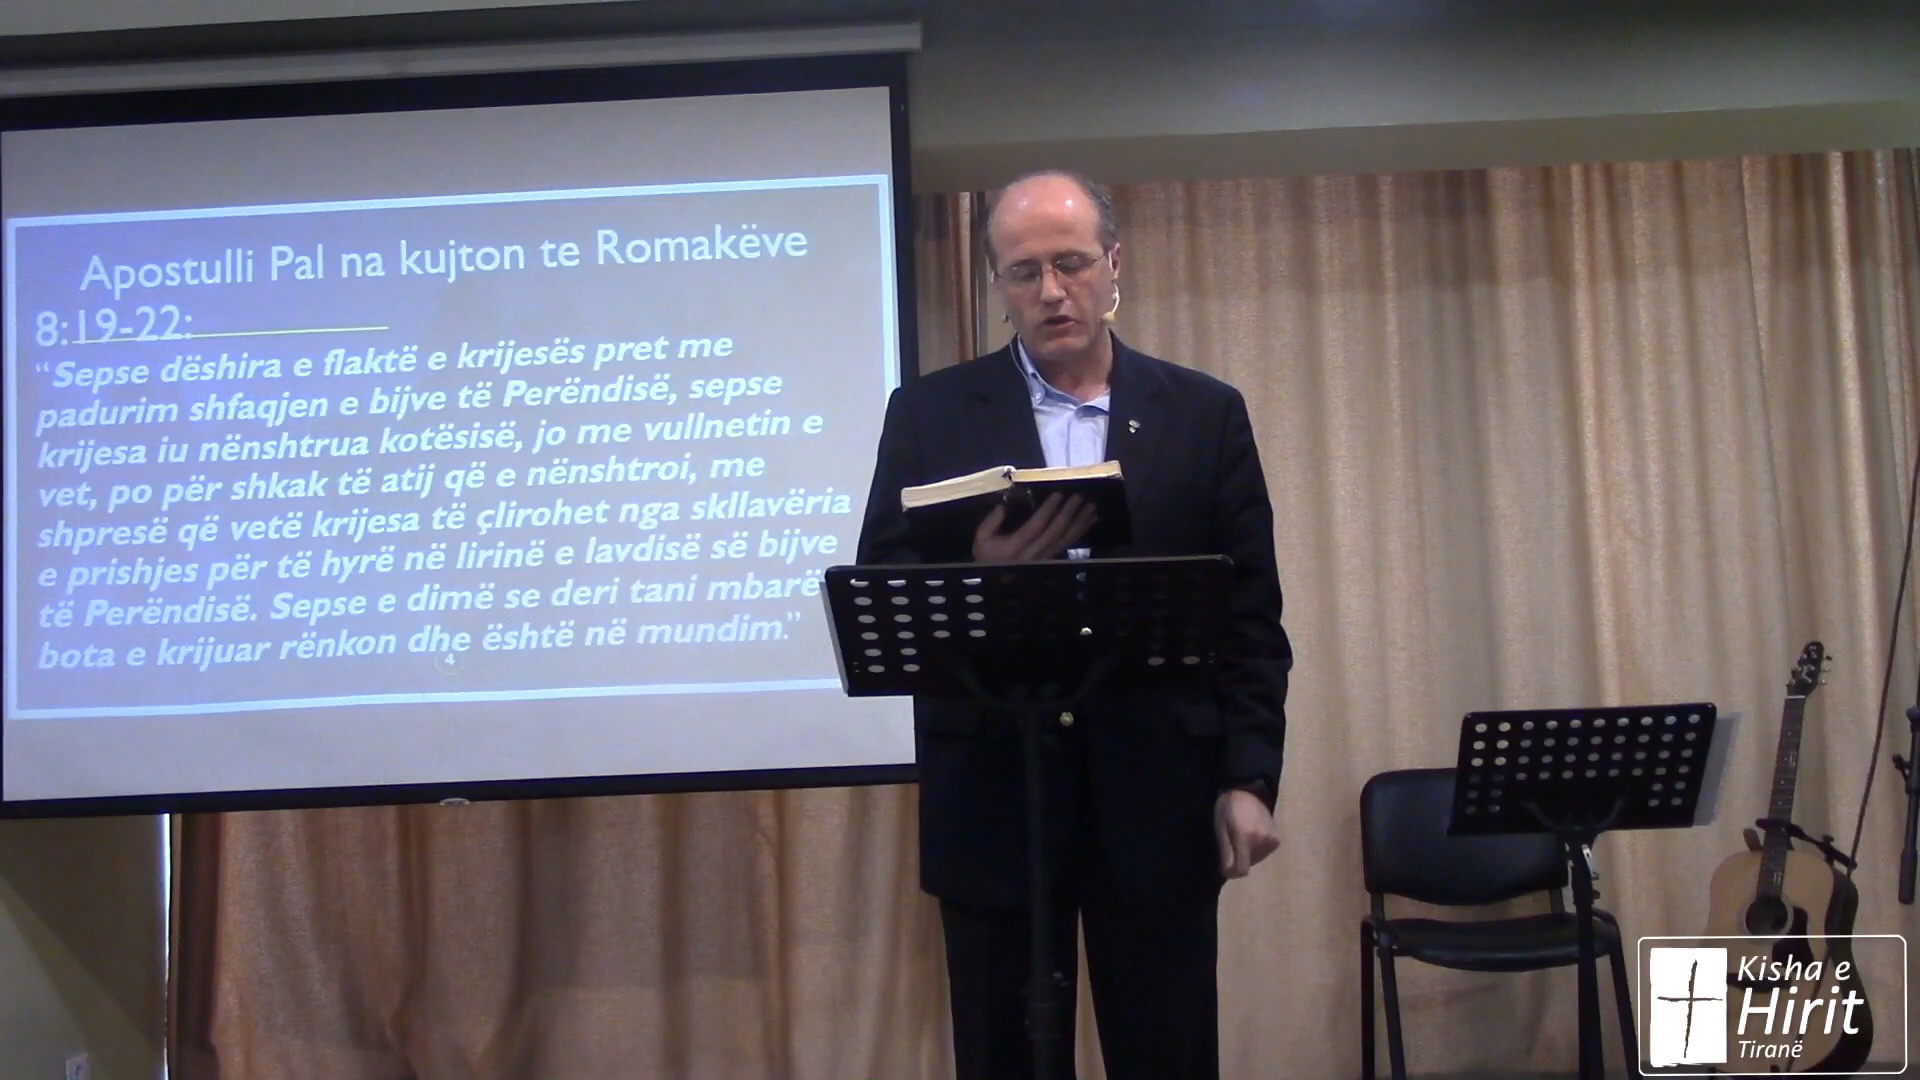 Apostulli Pal na kujton te Romakëve
8:19-22:
“Sepse dëshira e flaktë e krijesës pret me
padurim shfaqjen e bijve të Perëndisë, sepse
krijesa iu nënshtrua kotësisë, jo me vullnetin e
vet, po për shkak të atij që e nënshtroi, me
shpresë që vetë krijesa të çlirohet nga skllavëria
e prishjes për të hyrë në lirinë e lavdisë së bijve
të Perëndisë. Sepse e dimë se deri tani mbarë
bota e krijuar rënkon dhe është në mundim.”
4
Kisha e
Hirit
Tiranë